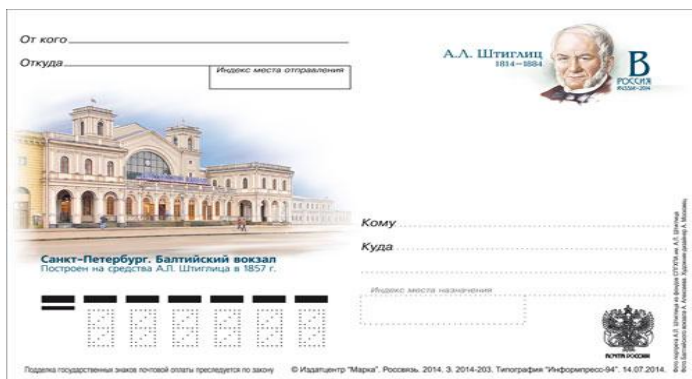 От кого
Откуда
Индекс места отправления
А.Л. ШТИГЛИЦ
1814–1884
В
РОССИЯ
RUSSIA•2014
Санкт–Петербург. Балтийский вокзал
Построен на средства А.Л. Штиглица в 1857 г.
Кому
Куда
Индекс места назначения
ПОЧТА РОССИИ
Подделка государственных знаков почтовой оплаты преследуется по закону
© Издатцентр "Марка". Россвязь. 2014. З. 2014-203. Типография "Информпресс-94". 14.07.2014.